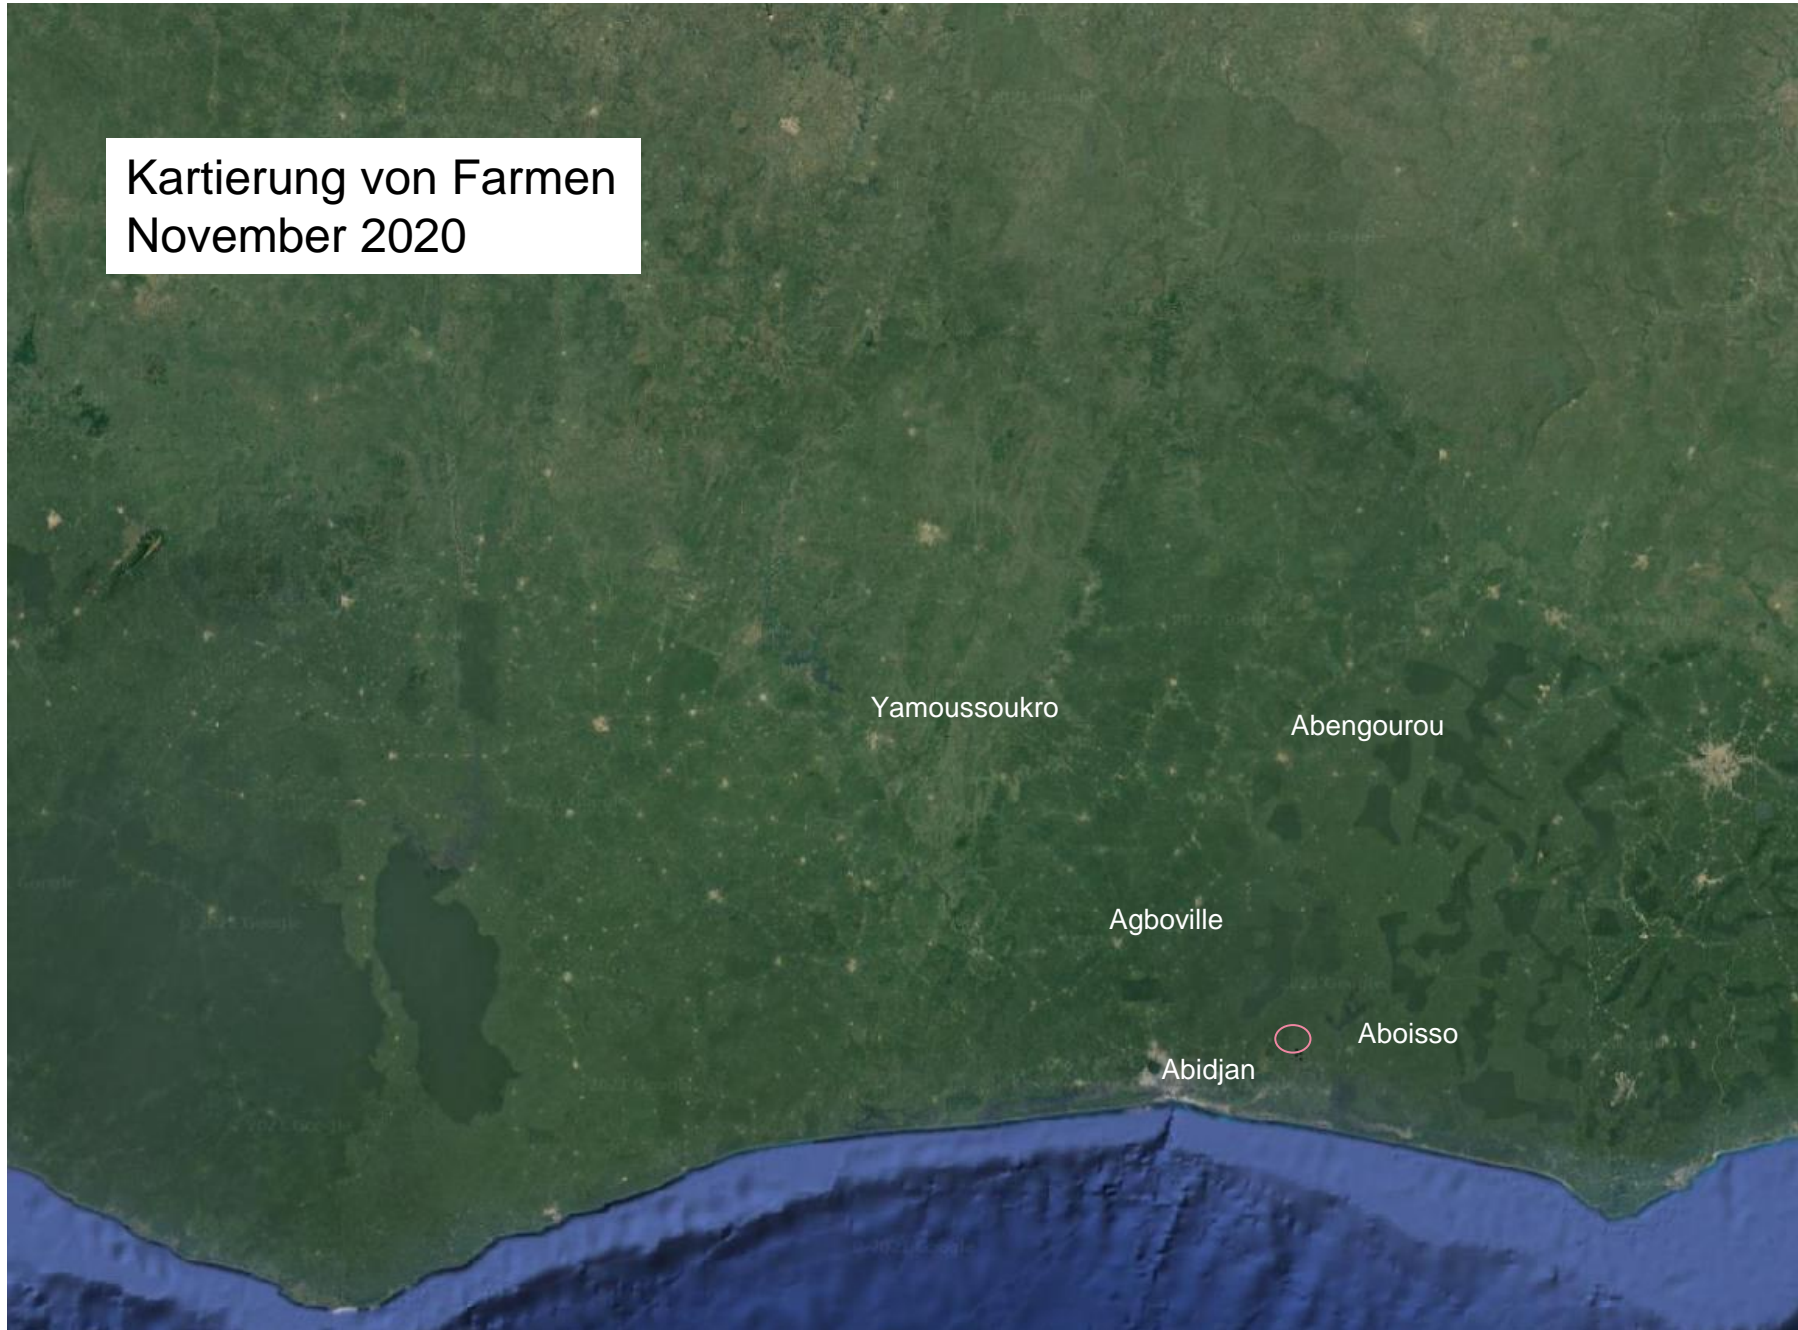 Kartierung von Farmen
November 2020
Yamoussoukro
Abengourou
Agboville
Aboisso
Abidjan